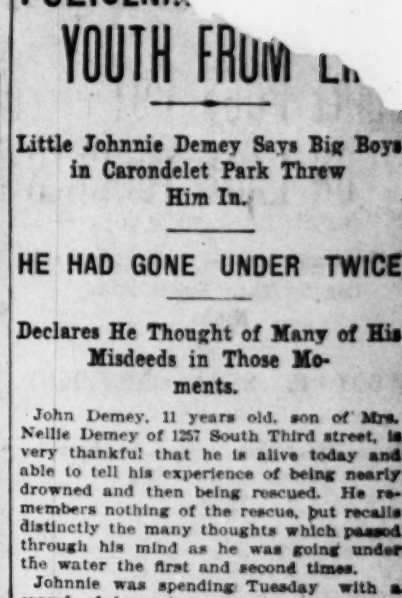 YOUTH FROM
Little Johnnie Demey Says Big Boys
in Carondelet Park Threw
Him In.
HE HAD GONE UNDER TWICE
Declares He Thought of Many of His
Misdeeds in Those Mo-
ments.
John Demey, 11 years old, son of Mrs.
Nellie Demey of 1257 South Third street, is
very thankful that he is alive today and
able to tell his experience of being nearly
drowned and then being rescued. He re-
members nothing of the rescue, but recalls
distinctly the many thoughts which passed
through his mind as he was going under
the water the first and second times.
Johnnie was spending Tuesday with a